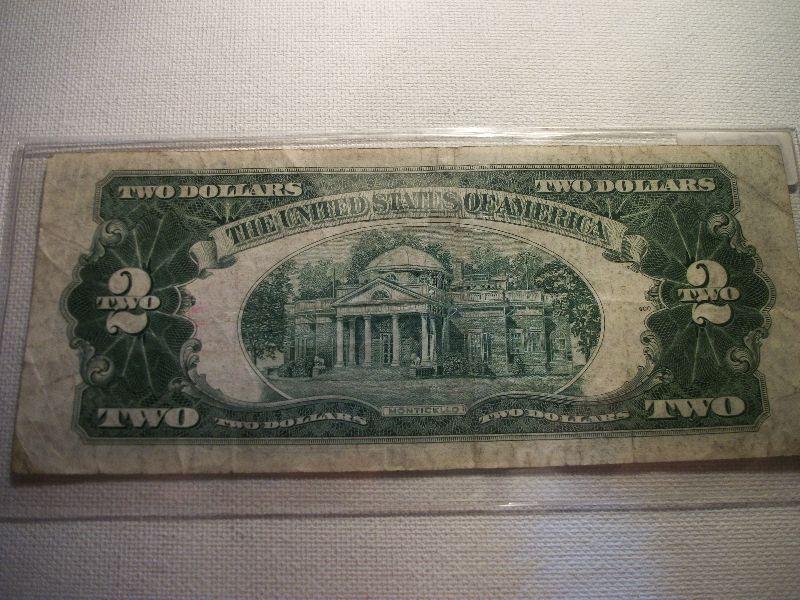 TWO DOLLARS TWO DOLLARS
THE UNITED STATES OF AMERICA
2 2
TWO TWO
TWO TWO DOLLARS MONTICELLO TWO DOLLARS TWO